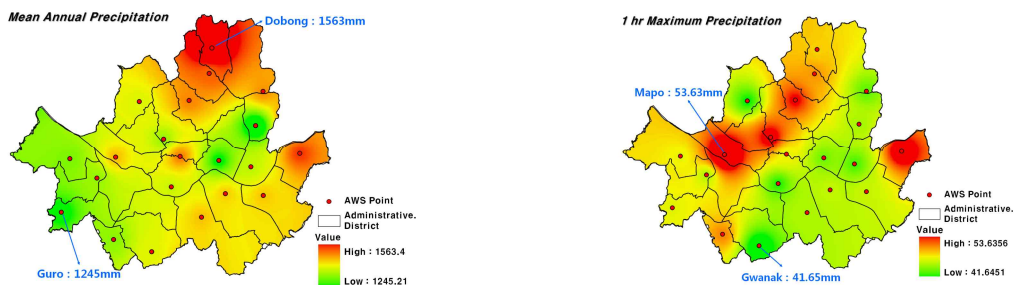 Mean Annual Precipitation
Dobong : 1563mm
AWS Point
Administrative.
District
Value
High : 1563.4
Low : 1245.21
Guro : 1245mm
1 hr Maximum Precipitation
Mapo : 53.63mm
AWS Point
Administrative.
District
Value
High : 53.6356
Low : 41.6451
Gwanak : 41.65mm